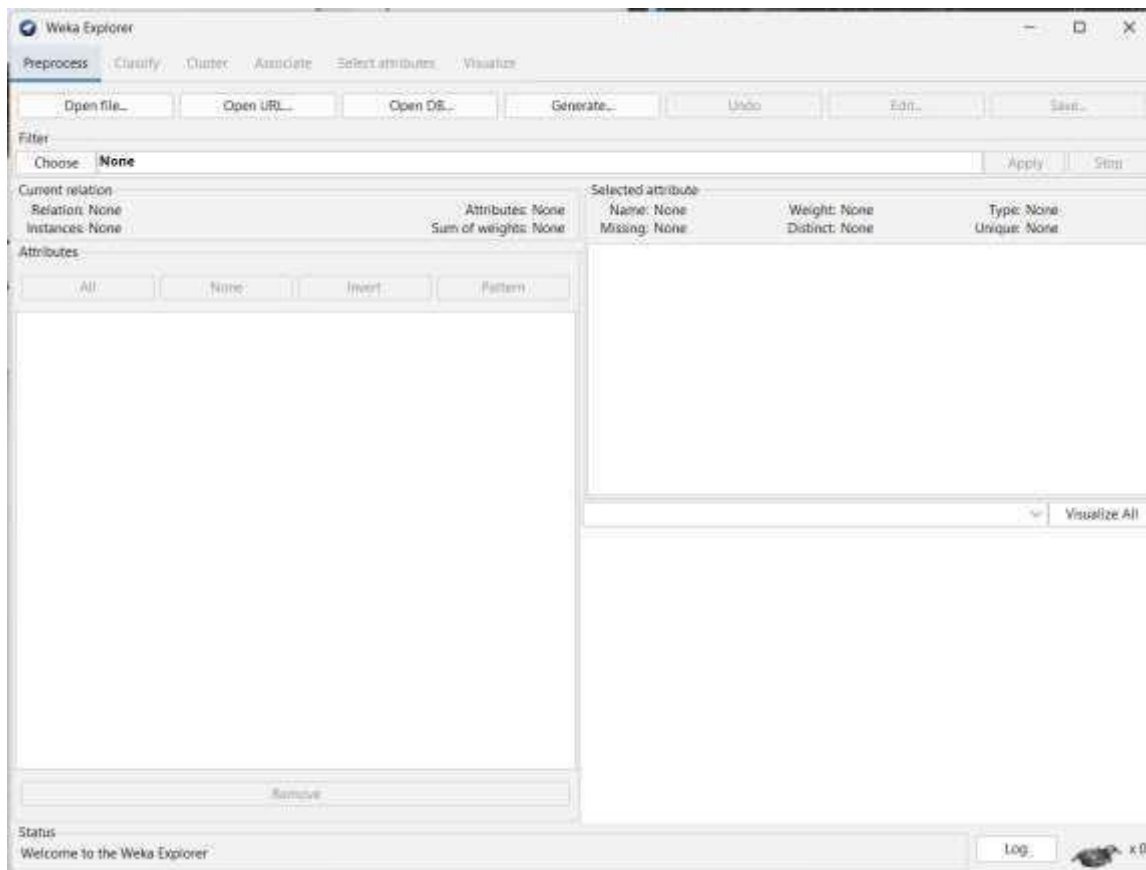 Weka Explorer
Preprocess Classify Cluster Associate Select attributes Visualize
Open file... Open URL... Open DB... Generate... Undo Edit... Save...
Filter
Choose None Apply Stop
Current relation
Relation: None Attributes: None
Instances: None Sum of weights: None
Selected attribute
Name: None Weight: None Type: None
Missing: None Distinct: None Unique: None
Attributes
All None Invert Pattern
Visualize All
Remove
Status
Welcome to the Weka Explorer
Log x 0